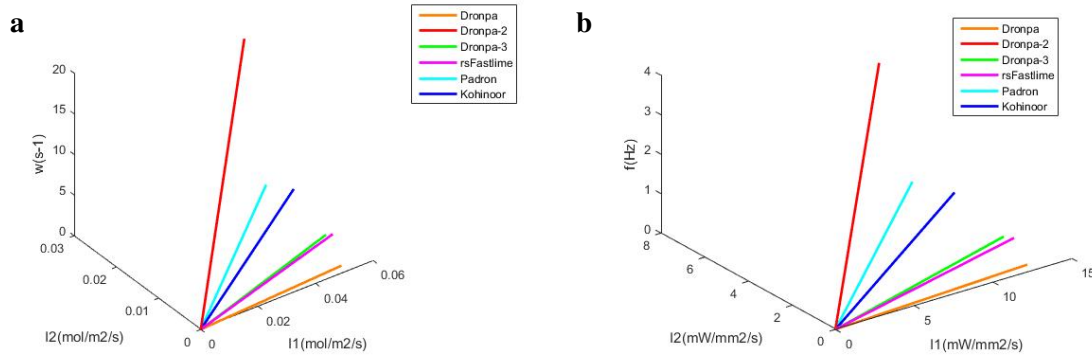 a
Dronpa
Dronpa-2
Dronpa-3
rsFastlime
Padron
Kohinoor
20
15
10
5
0
w(s-1)
0.03
0.02
0.01
0
I2(mol/m2/s)
0
0.02
0.04
0.06
I1(mol/m2/s)
b
Dronpa
Dronpa-2
Dronpa-3
rsFastlime
Padron
Kohinoor
4
3
2
1
0
f(Hz)
8
6
4
2
0
I2(mW/mm2/s)
0
5
10
15
I1(mW/mm2/s)